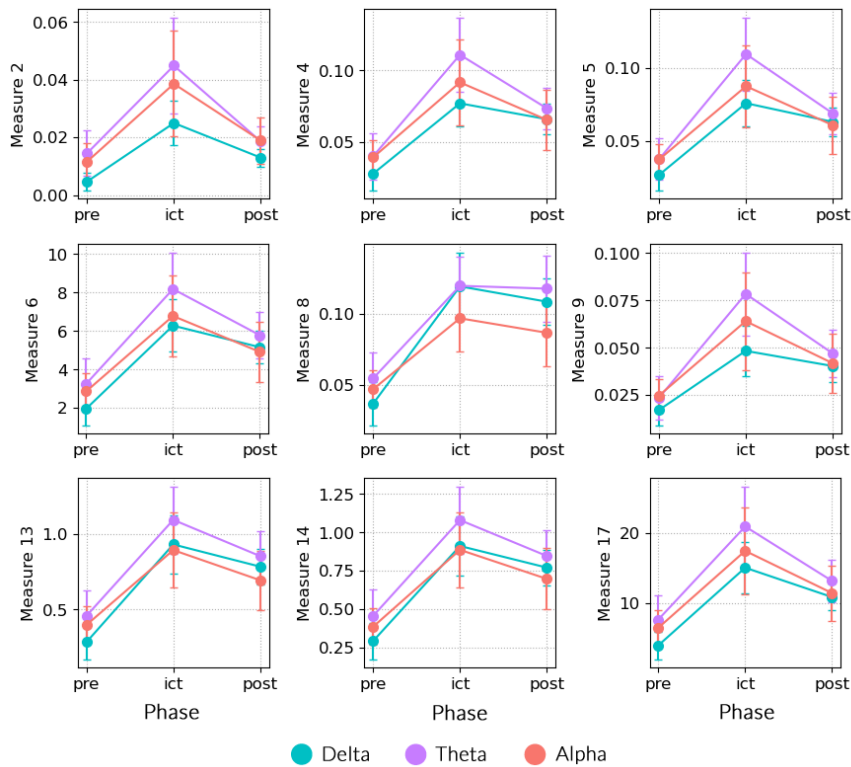 Measure 2
0.06
0.04
0.02
0.00
pre ict post
Measure 4
0.10
0.05
pre ict post
Measure 5
0.10
0.05
pre ict post
Measure 6
10
8
6
4
2
pre ict post
Measure 8
0.10
0.05
pre ict post
Measure 9
0.100
0.075
0.050
0.025
pre ict post
Measure 13
1.0
0.5
pre ict post
Phase
Measure 14
1.25
1.00
0.75
0.50
0.25
pre ict post
Phase
Measure 17
20
10
pre ict post
Phase
Delta Theta Alpha